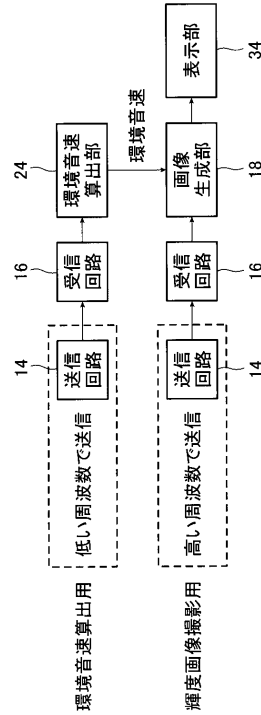 環境音速算出用
低い周波数で送信
14
送信
回路
16
受信
回路
24
環境音速
算出部
環境音速
輝度画像撮影用
高い周波数で送信
送信
回路
14
受信
回路
16
画像
生成部
18
表示部
34